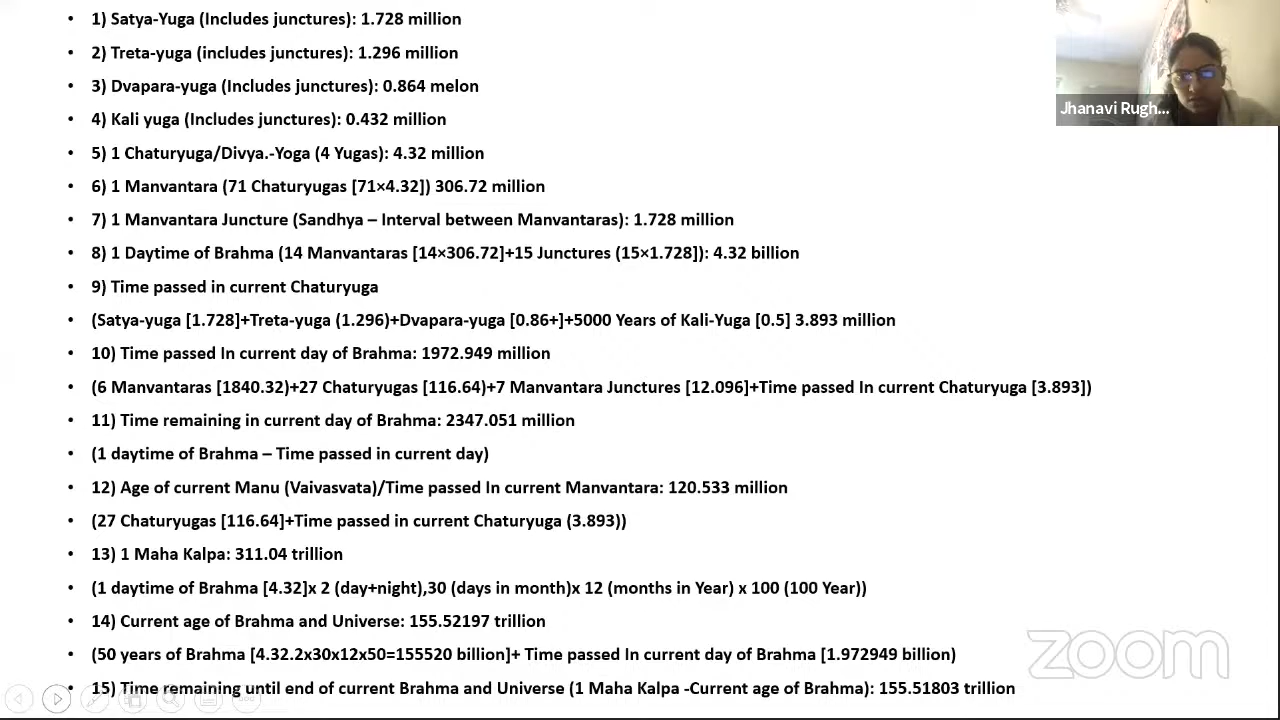 • 1) Satya-Yuga (Includes junctures): 1.728 million
• 2) Treta-yuga (includes junctures): 1.296 million
• 3) Dvapara-yuga (Includes junctures): 0.864 melon
• 4) Kali yuga (Includes junctures): 0.432 million
• 5) 1 Chaturyuga/Divya.-Yoga (4 Yugas): 4.32 million
• 6) 1 Manvantara (71 Chaturyugas [71×4.32]) 306.72 million
• 7) 1 Manvantara Juncture (Sandhya – Interval between Manvantaras): 1.728 million
• 8) 1 Daytime of Brahma (14 Manvantaras [14×306.72]+15 Junctures (15×1.728]): 4.32 billion
• 9) Time passed in current Chaturyuga
• (Satya-yuga [1.728]+Treta-yuga (1.296)+Dvapara-yuga [0.86+]+5000 Years of Kali-Yuga [0.5] 3.893 million
• 10) Time passed In current day of Brahma: 1972.949 million
• (6 Manvantaras [1840.32)+27 Chaturyugas [116.64)+7 Manvantara Junctures [12.096]+Time passed In current Chaturyuga [3.893])
• 11) Time remaining in current day of Brahma: 2347.051 million
• (1 daytime of Brahma – Time passed in current day)
• 12) Age of current Manu (Vaivasvata)/Time passed In current Manvantara: 120.533 million
• (27 Chaturyugas [116.64]+Time passed in current Chaturyuga (3.893))
• 13) 1 Maha Kalpa: 311.04 trillion
• (1 daytime of Brahma [4.32]x 2 (day+night),30 (days in month)x 12 (months in Year) x 100 (100 Year))
• 14) Current age of Brahma and Universe: 155.52197 trillion
• (50 years of Brahma [4.32.2x30x12x50=155520 billion]+ Time passed In current day of Brahma [1.972949 billion)
• 15) Time remaining until end of current Brahma and Universe (1 Maha Kalpa -Current age of Brahma): 155.51803 trillion
Jhanavi Rugh...
zoom